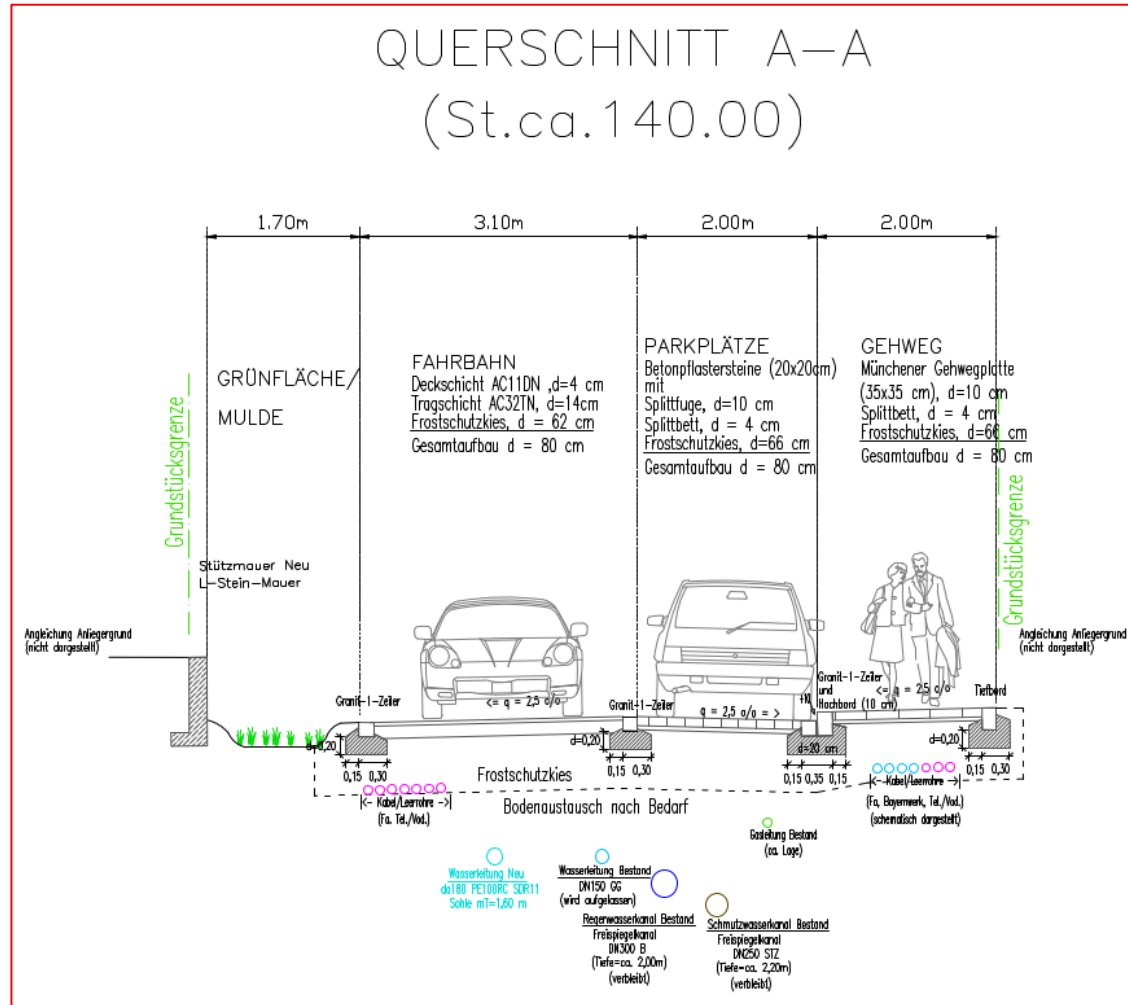 QUERSCHNITT A-A
(St.ca.140.00)
1.70m
3.10m
2.00m
2.00m
GRÜNFLÄCHE/
MULDE
FAHRBAHN
Deckschicht AC11DN ,d=4 cm
Tragschicht AC32TN, d=14cm
Frostschutzkies, d = 62 cm
Gesamtaufbau d = 80 cm
PARKPLÄTZE
Betonpflastersteine (20x20cm)
mit
Splittfuge, d=10 cm
Splittbett, d = 4 cm
Frostschutzkies, d=66 cm
Gesamtaufbau d = 80 cm
GEHWEG
Münchener Gehwegplatte
(35x35 cm), d=10 cm
Splittbett, d = 4 cm
Frostschutzkies, d=66 cm
Gesamtaufbau d = 80 cm
Grundstücksgrenze
Grundstücksgrenze
Stützmauer Neu
L-Stein-Mauer
Angleichung Anliegergrund
(nicht dargestellt)
Angleichung Anliegergrund
(nicht dargestellt)
Granit-1-Zeiler
<= q = 2,5 o/o
Granit-1-Zeiler
q = 2,5 o/o = >
+10
Granit-1-Zeiler
und
Hochbord (10 cm)
<= q = 2,5 o/o
Tiefbord
d=0,20
d=0,20
d=20 cm
d=0,20
0,15
0,30
0,15
0,30
0,15
0,35
0,15
0,15
0,30
Frostschutzkies
Bodenaustausch nach Bedarf
<- Kabel/Leerrohre ->
(Fa. Tel./Vod.)
<- Kabel/Leerrohre ->
(Fa, Bayernwerk, Tel./Vod.)
(schematisch dargestellt)
Gasleitung Bestand
(ca. Lage)
Wasserleitung Neu
da180 PE100RC SDR11
Sohle mT=1,60 m
Wasserleitung Bestand
DN150 GG
(wird aufgelassen)
Regenwasserkanal Bestand
Freispiegelkanal
DN300 B
(Tiefe=ca. 2,00m)
(verbleibt)
Schmutzwasserkanal Bestand
Freispiegelkanal
DN250 STZ
(Tiefe=ca. 2,20m)
(verbleibt)